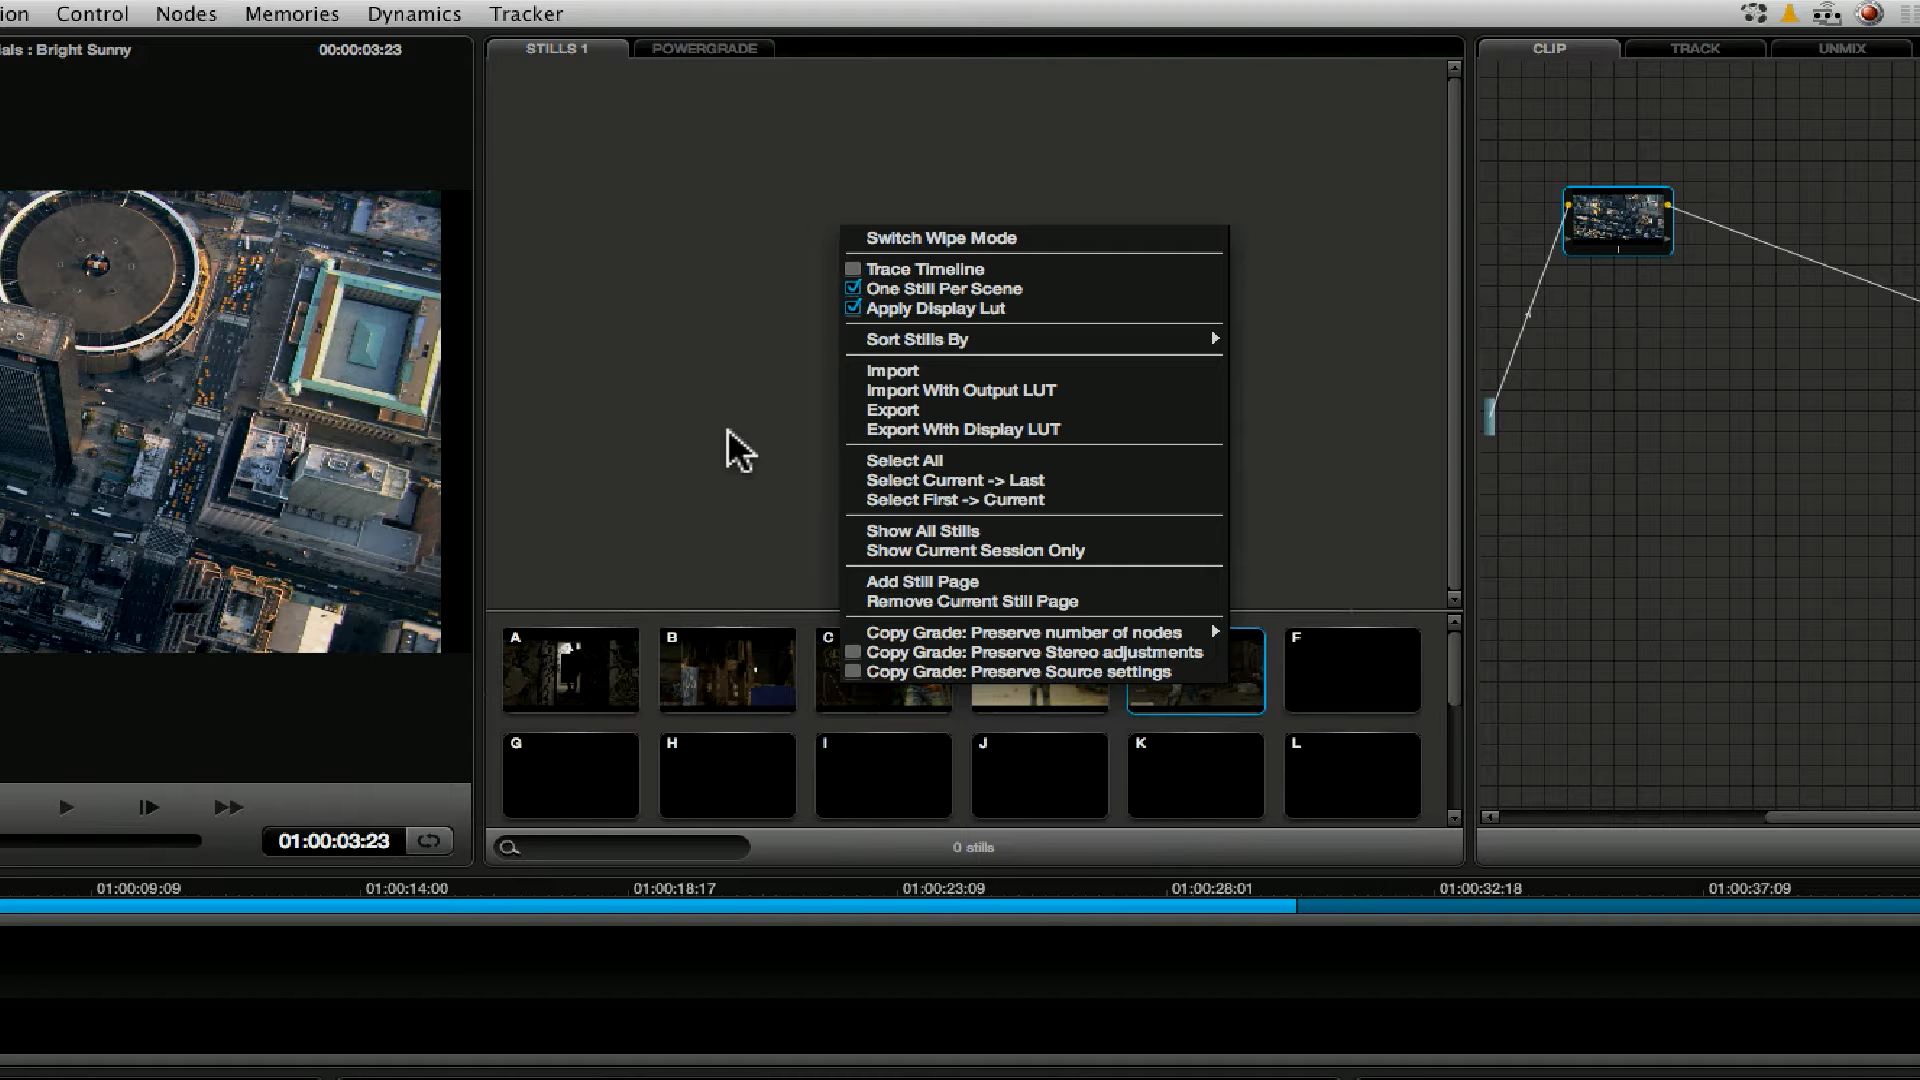 ion Control Nodes Memories Dynamics Tracker
ials : Bright Sunny 00:00:03:23
STILLS 1 POWERGRADE
CLIP TRACK UNMIX
Switch Wipe Mode
Trace Timeline
One Still Per Scene
Apply Display Lut
Sort Stills By
Import
Import With Output LUT
Export
Export With Display LUT
Select All
Select Current -> Last
Select First -> Current
Show All Stills
Show Current Session Only
Add Still Page
Remove Current Still Page
Copy Grade: Preserve number of nodes
Copy Grade: Preserve Stereo adjustments
Copy Grade: Preserve Source settings
A B C F
G H I J K L
01:00:03:23
0 stills
01:00:09:09 01:00:14:00 01:00:18:17 01:00:23:09 01:00:28:01 01:00:32:18 01:00:37:09